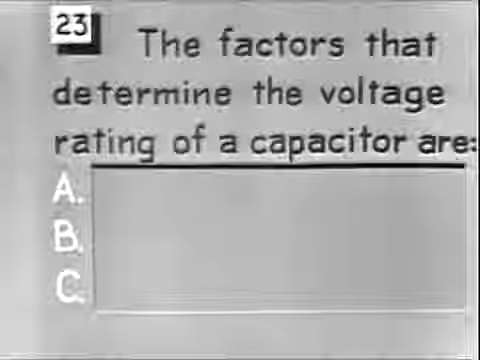 23
The factors that
determine the voltage
rating of a capacitor are:
A.
B.
C.